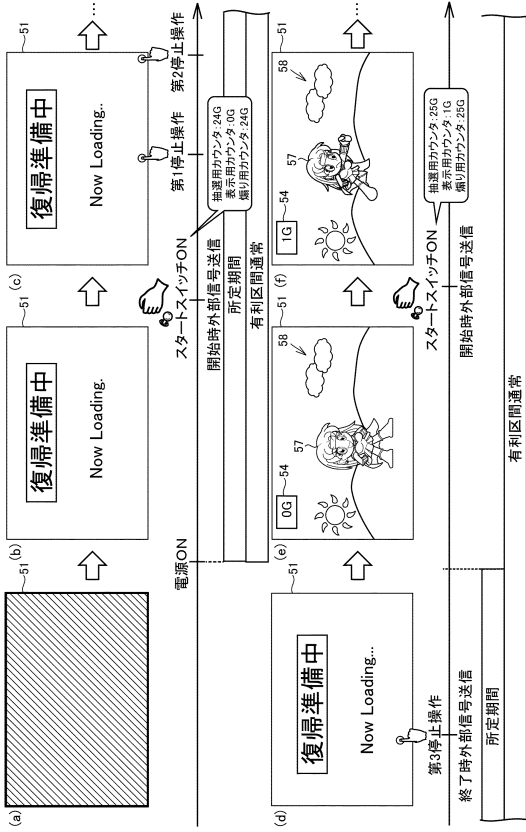 (a)
51
(b)
51
復帰準備中
Now Loading.
(c)
51
復帰準備中
Now Loading..
電源ON
スタートスイッチON
第1停止操作
第2停止操作
開始時外部信号送信
抽選用カウンタ:24G
表示用カウンタ:0G
煽り用カウンタ:24G
所定期間
有利区間通常
(d)
51
復帰準備中
Now Loading...
(e)
51
54
0G
57
58
(f)
51
54
1G
57
58
第3停止操作
終了時外部信号送信
スタートスイッチON
開始時外部信号送信
抽選用カウンタ:25G
表示用カウンタ:1G
煽り用カウンタ:25G
所定期間
有利区間通常